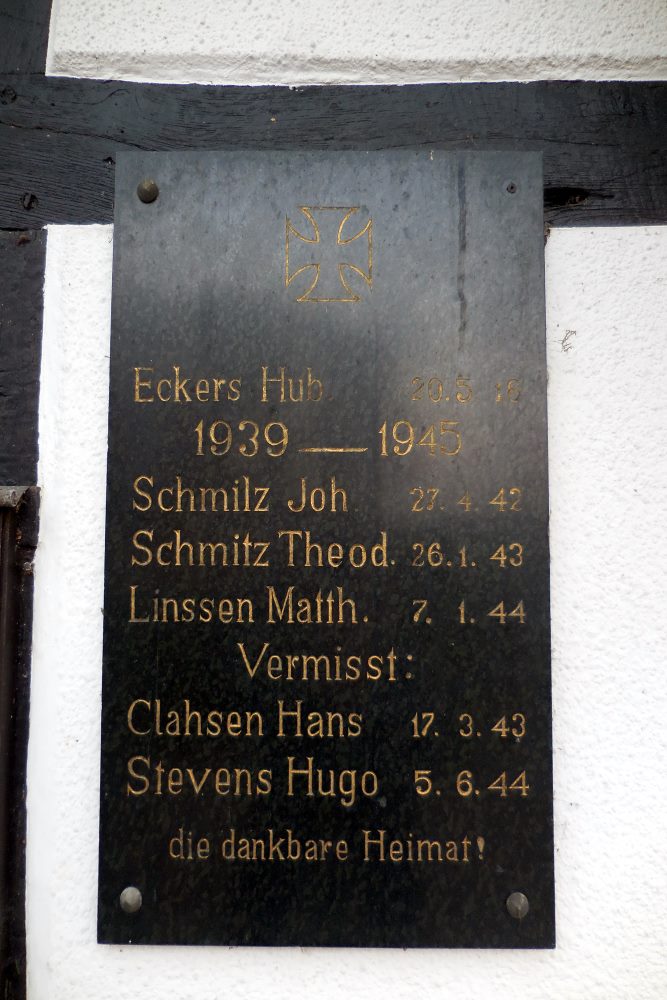 Eckers Hub. 20.5.16
1939 — 1945
Schmilz Joh. 27.4.42
Schmitz Theod. 26.1.43
Linssen Matth. 7.1.44
Vermisst:
Clahsen Hans 17.3.43
Stevens Hugo 5.6.44
die dankbare Heimat!